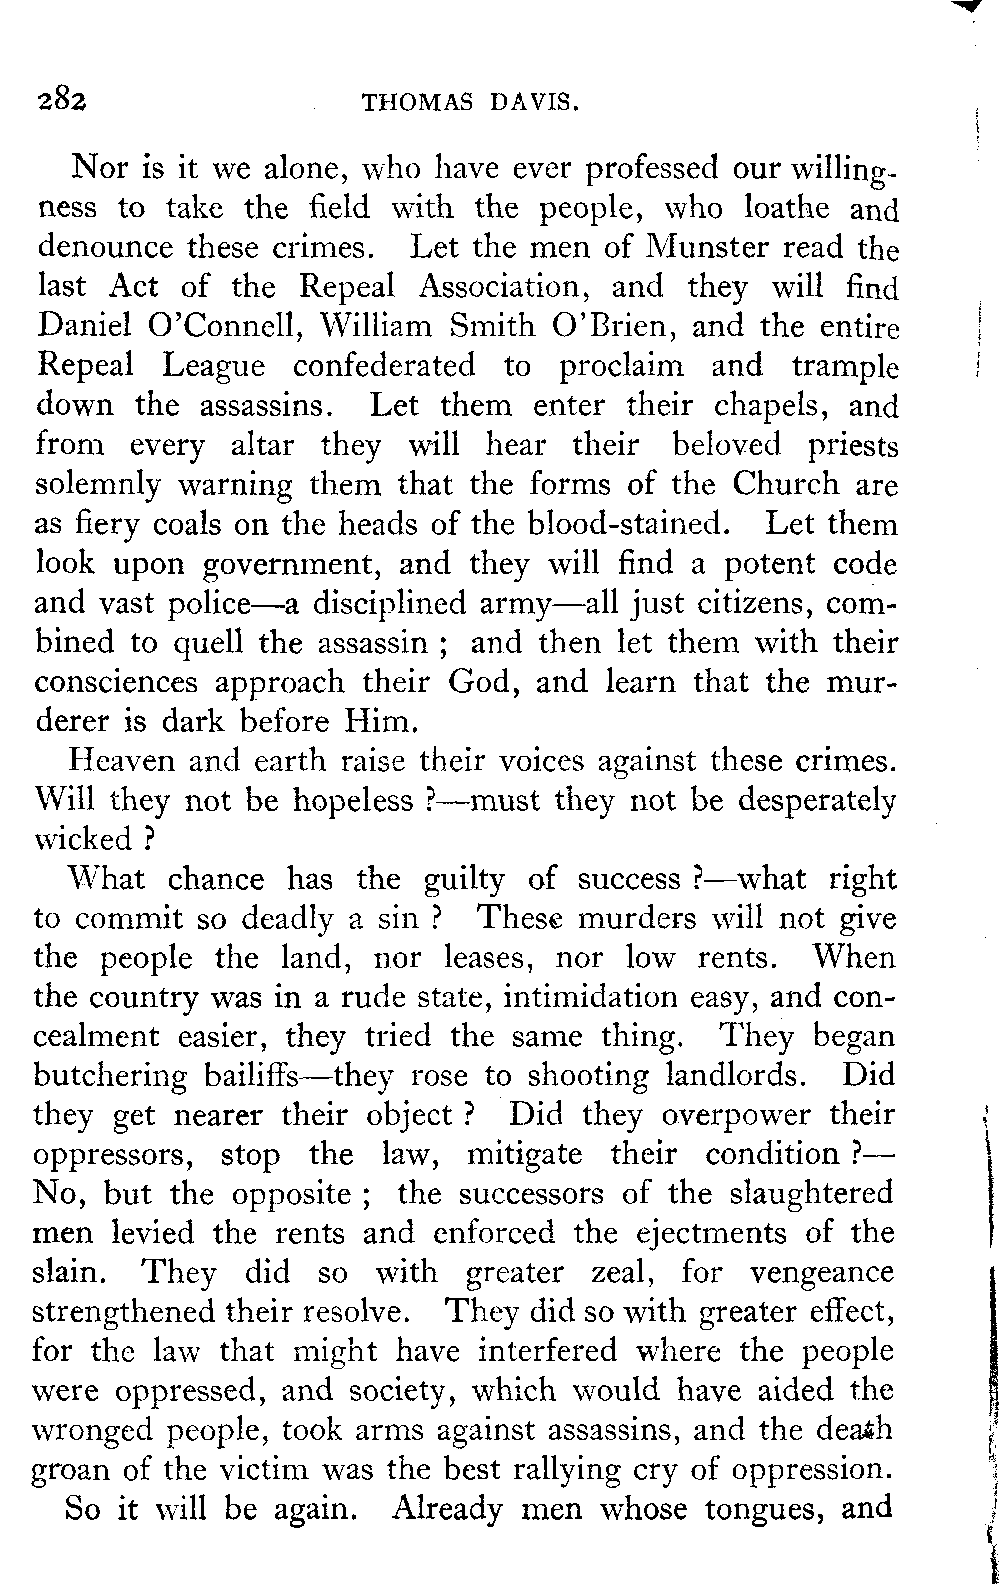 282 THOMAS DAVIS.
Nor is it we alone, who have ever professed our willing-
ness to take the field with the people, who loathe and
denounce these crimes. Let the men of Munster read the
last Act of the Repeal Association, and they will find
Daniel O'Connell, William Smith O'Brien, and the entire
Repeal League confederated to proclaim and trample
down the assassins. Let them enter their chapels, and
from every altar they will hear their beloved priests
solemnly warning them that the forms of the Church are
as fiery coals on the heads of the blood-stained. Let them
look upon government, and they will find a potent code
and vast police—a disciplined army—all just citizens, com-
bined to quell the assassin ; and then let them with their
consciences approach their God, and learn that the mur-
derer is dark before Him.
Heaven and earth raise their voices against these crimes.
Will they not be hopeless ?—must they not be desperately
wicked ?
What chance has the guilty of success ?—what right
to commit so deadly a sin ? These murders will not give
the people the land, nor leases, nor low rents. When
the country was in a rude state, intimidation easy, and con-
cealment easier, they tried the same thing. They began
butchering bailiffs—they rose to shooting landlords. Did
they get nearer their object ? Did they overpower their
oppressors, stop the law, mitigate their condition ?—
No, but the opposite ; the successors of the slaughtered
men levied the rents and enforced the ejectments of the
slain. They did so with greater zeal, for vengeance
strengthened their resolve. They did so with greater effect,
for the law that might have interfered where the people
were oppressed, and society, which would have aided the
wronged people, took arms against assassins, and the death
groan of the victim was the best rallying cry of oppression.
So it will be again. Already men whose tongues, and